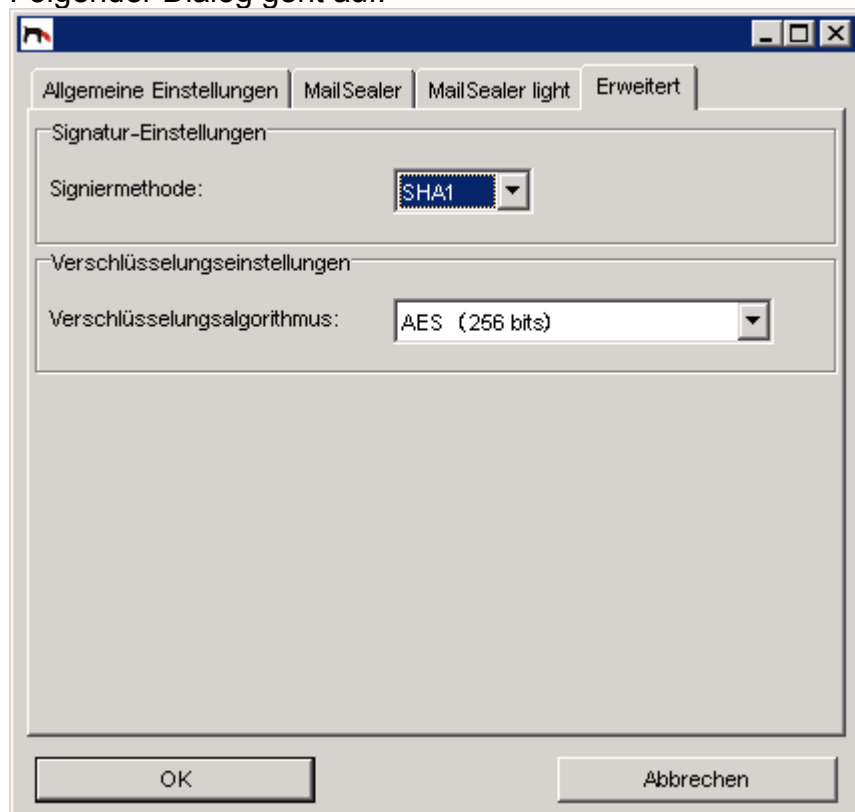 Folgender Dialog geht auf:
Allgemeine Einstellungen MailSealer MailSealer light Erweitert
Signatur-Einstellungen
Signiermethode: SHA1
Verschlüsselungseinstellungen
Verschlüsselungsalgorithmus: AES (256 bits)
OK Abbrechen